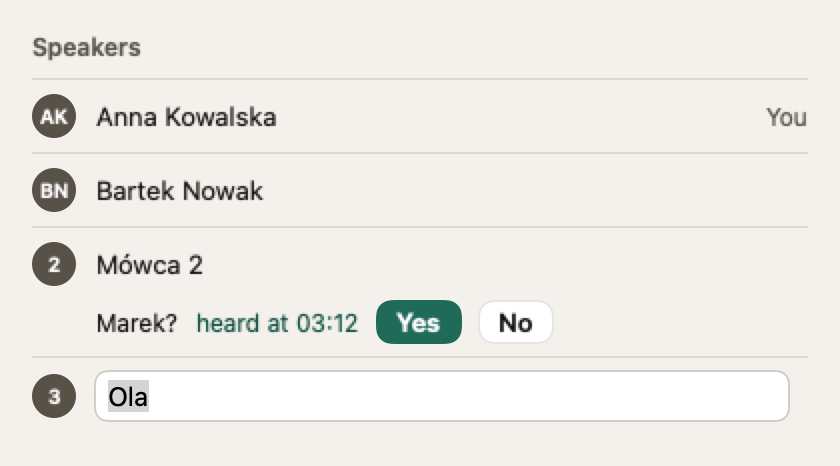 Speakers
AK Anna Kowalska You
BN Bartek Nowak
2 Mówca 2
Marek? heard at 03:12 Yes No
3 Ola